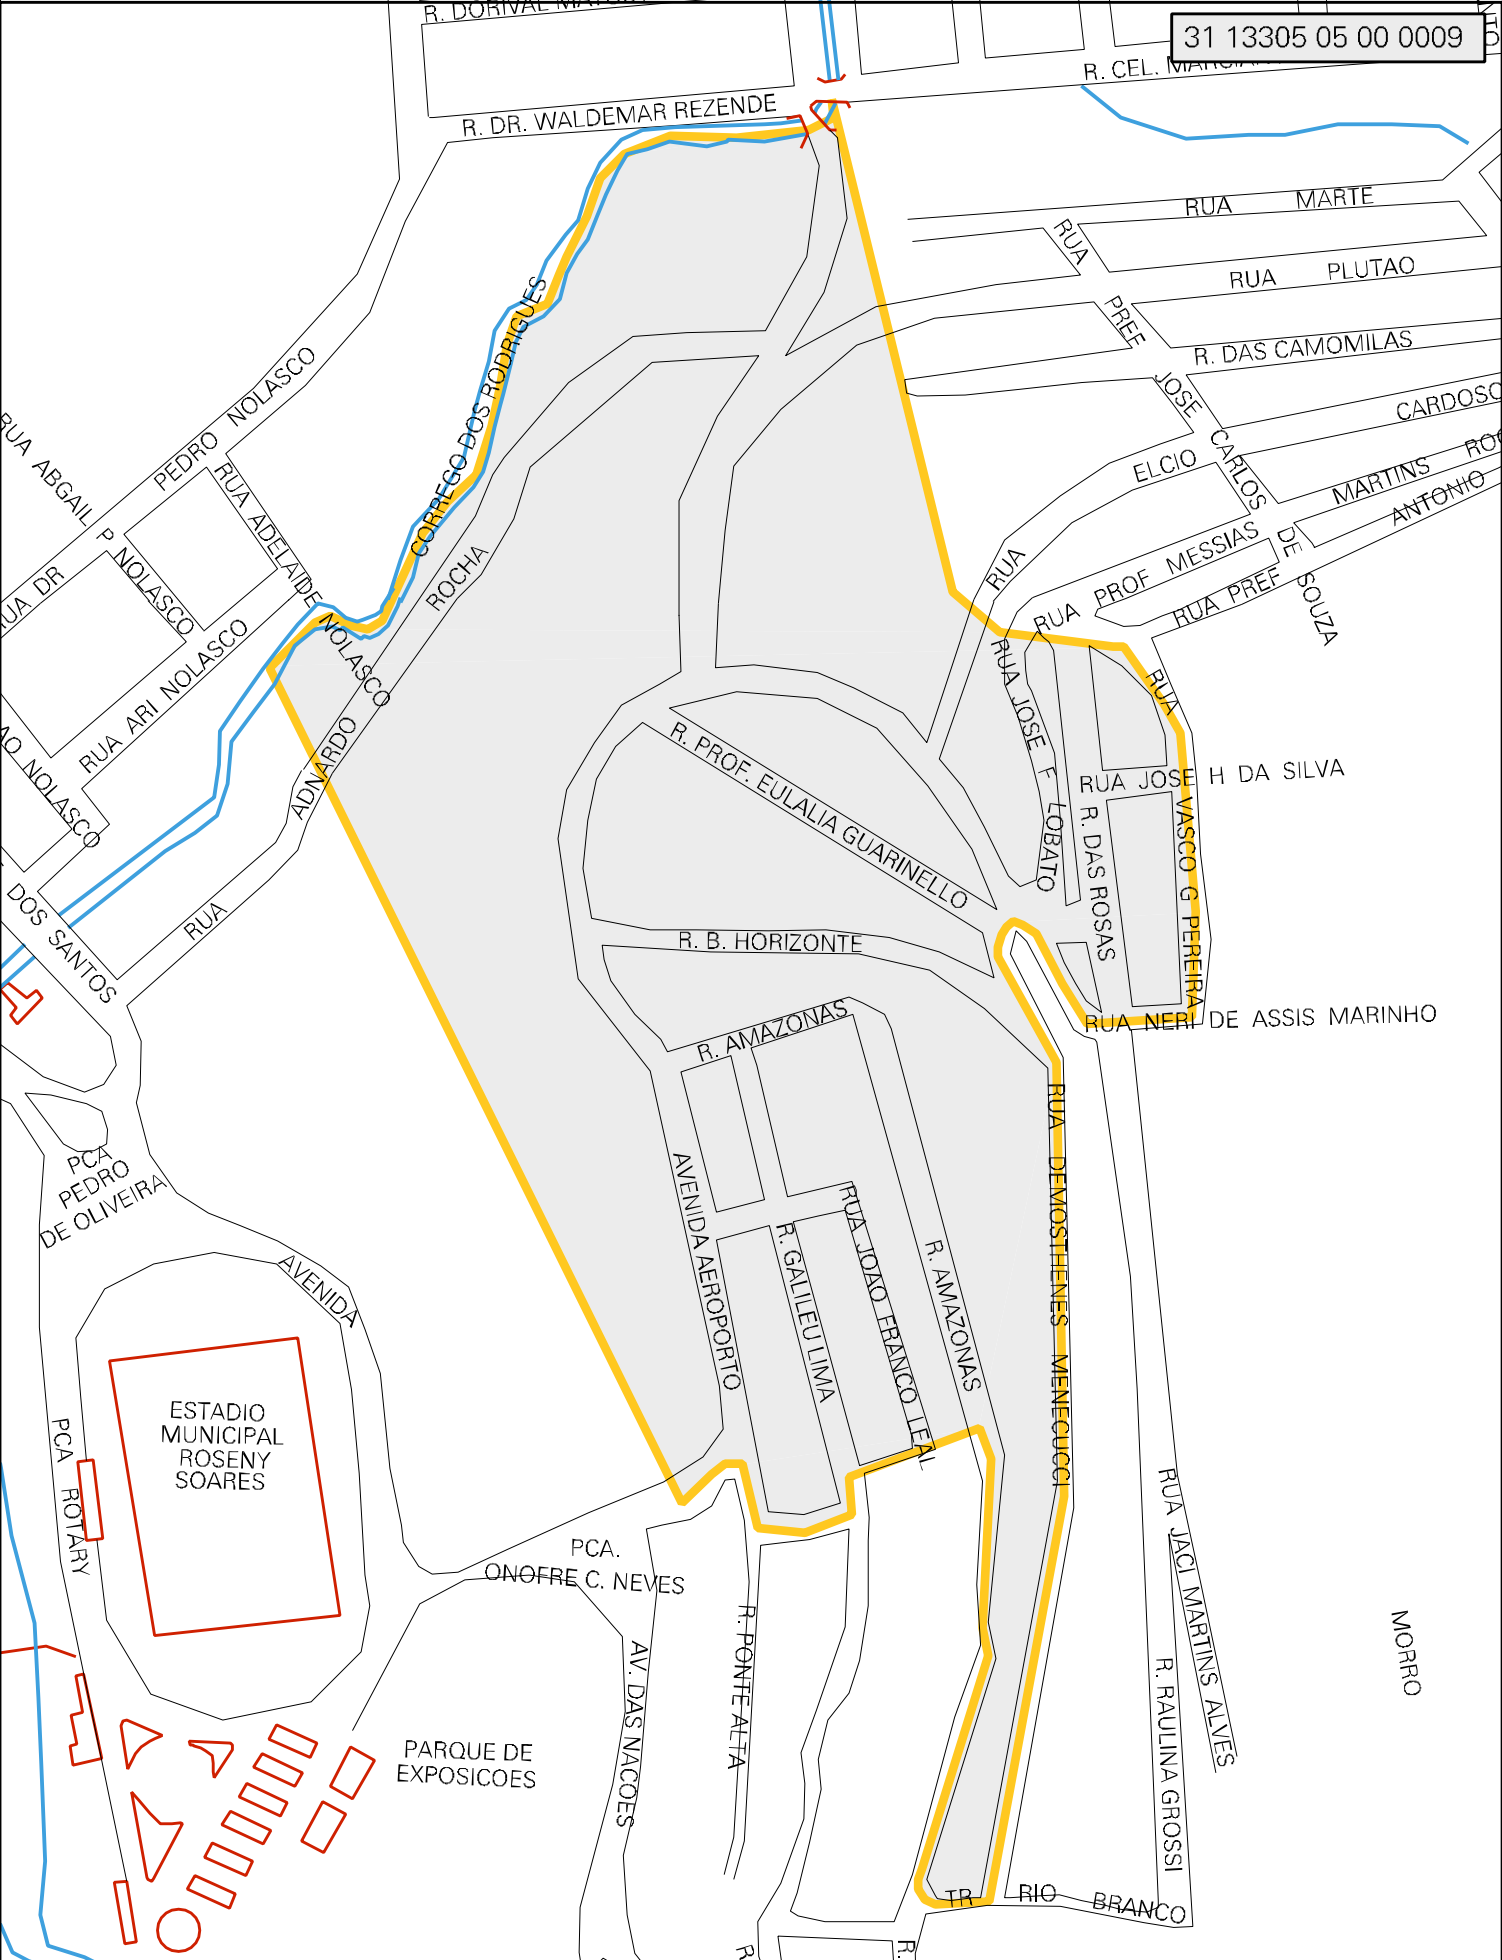 31 13305 05 00 0009
R. DORIVAL
R. CEL.
R. DR. WALDEMAR REZENDE
RUA MARTE
RUA PLUTAO
R. DAS CAMOMILAS
RUA PREF JOSE CARLOS DE SOUZA
CARDOSO
RUA ELCIO
MARTINS
ANTONIO
RUA PROF MESSIAS
RUA PREF
CORREGO DOS RODRIGUES
PEDRO NOLASCO
RUA ABGAIL P NOLASCO
RUA ADELAIDE NOLASCO
RUA DR
RUA ARI NOLASCO
NOLASCO
RUA ADNARDO ROCHA
DOS SANTOS
RUA JOSE F LOBATO
RUA VASCO G PEREIRA
RUA JOSE H DA SILVA
R. DAS ROSAS
R. PROF. EULALIA GUARINELLO
R. B. HORIZONTE
RUA NERI DE ASSIS MARINHO
R. AMAZONAS
AVENIDA AEROPORTO
R. GALILEU LIMA
RUA JOAO FRANCO LEAL
R. AMAZONAS
RUA DEMOSTHENES MENECUCCI
PCA
PEDRO
DE OLIVEIRA
AVENIDA
ESTADIO
MUNICIPAL
ROSENY
SOARES
PCA ROTARY
PCA.
ONOFRE C. NEVES
R. PONTE ALTA
AV. DAS NACOES
PARQUE DE
EXPOSICOES
RUA JACI MARTINS ALVES
R. RAULINA GROSSI
MORRO
TR RIO BRANCO
R.
R.